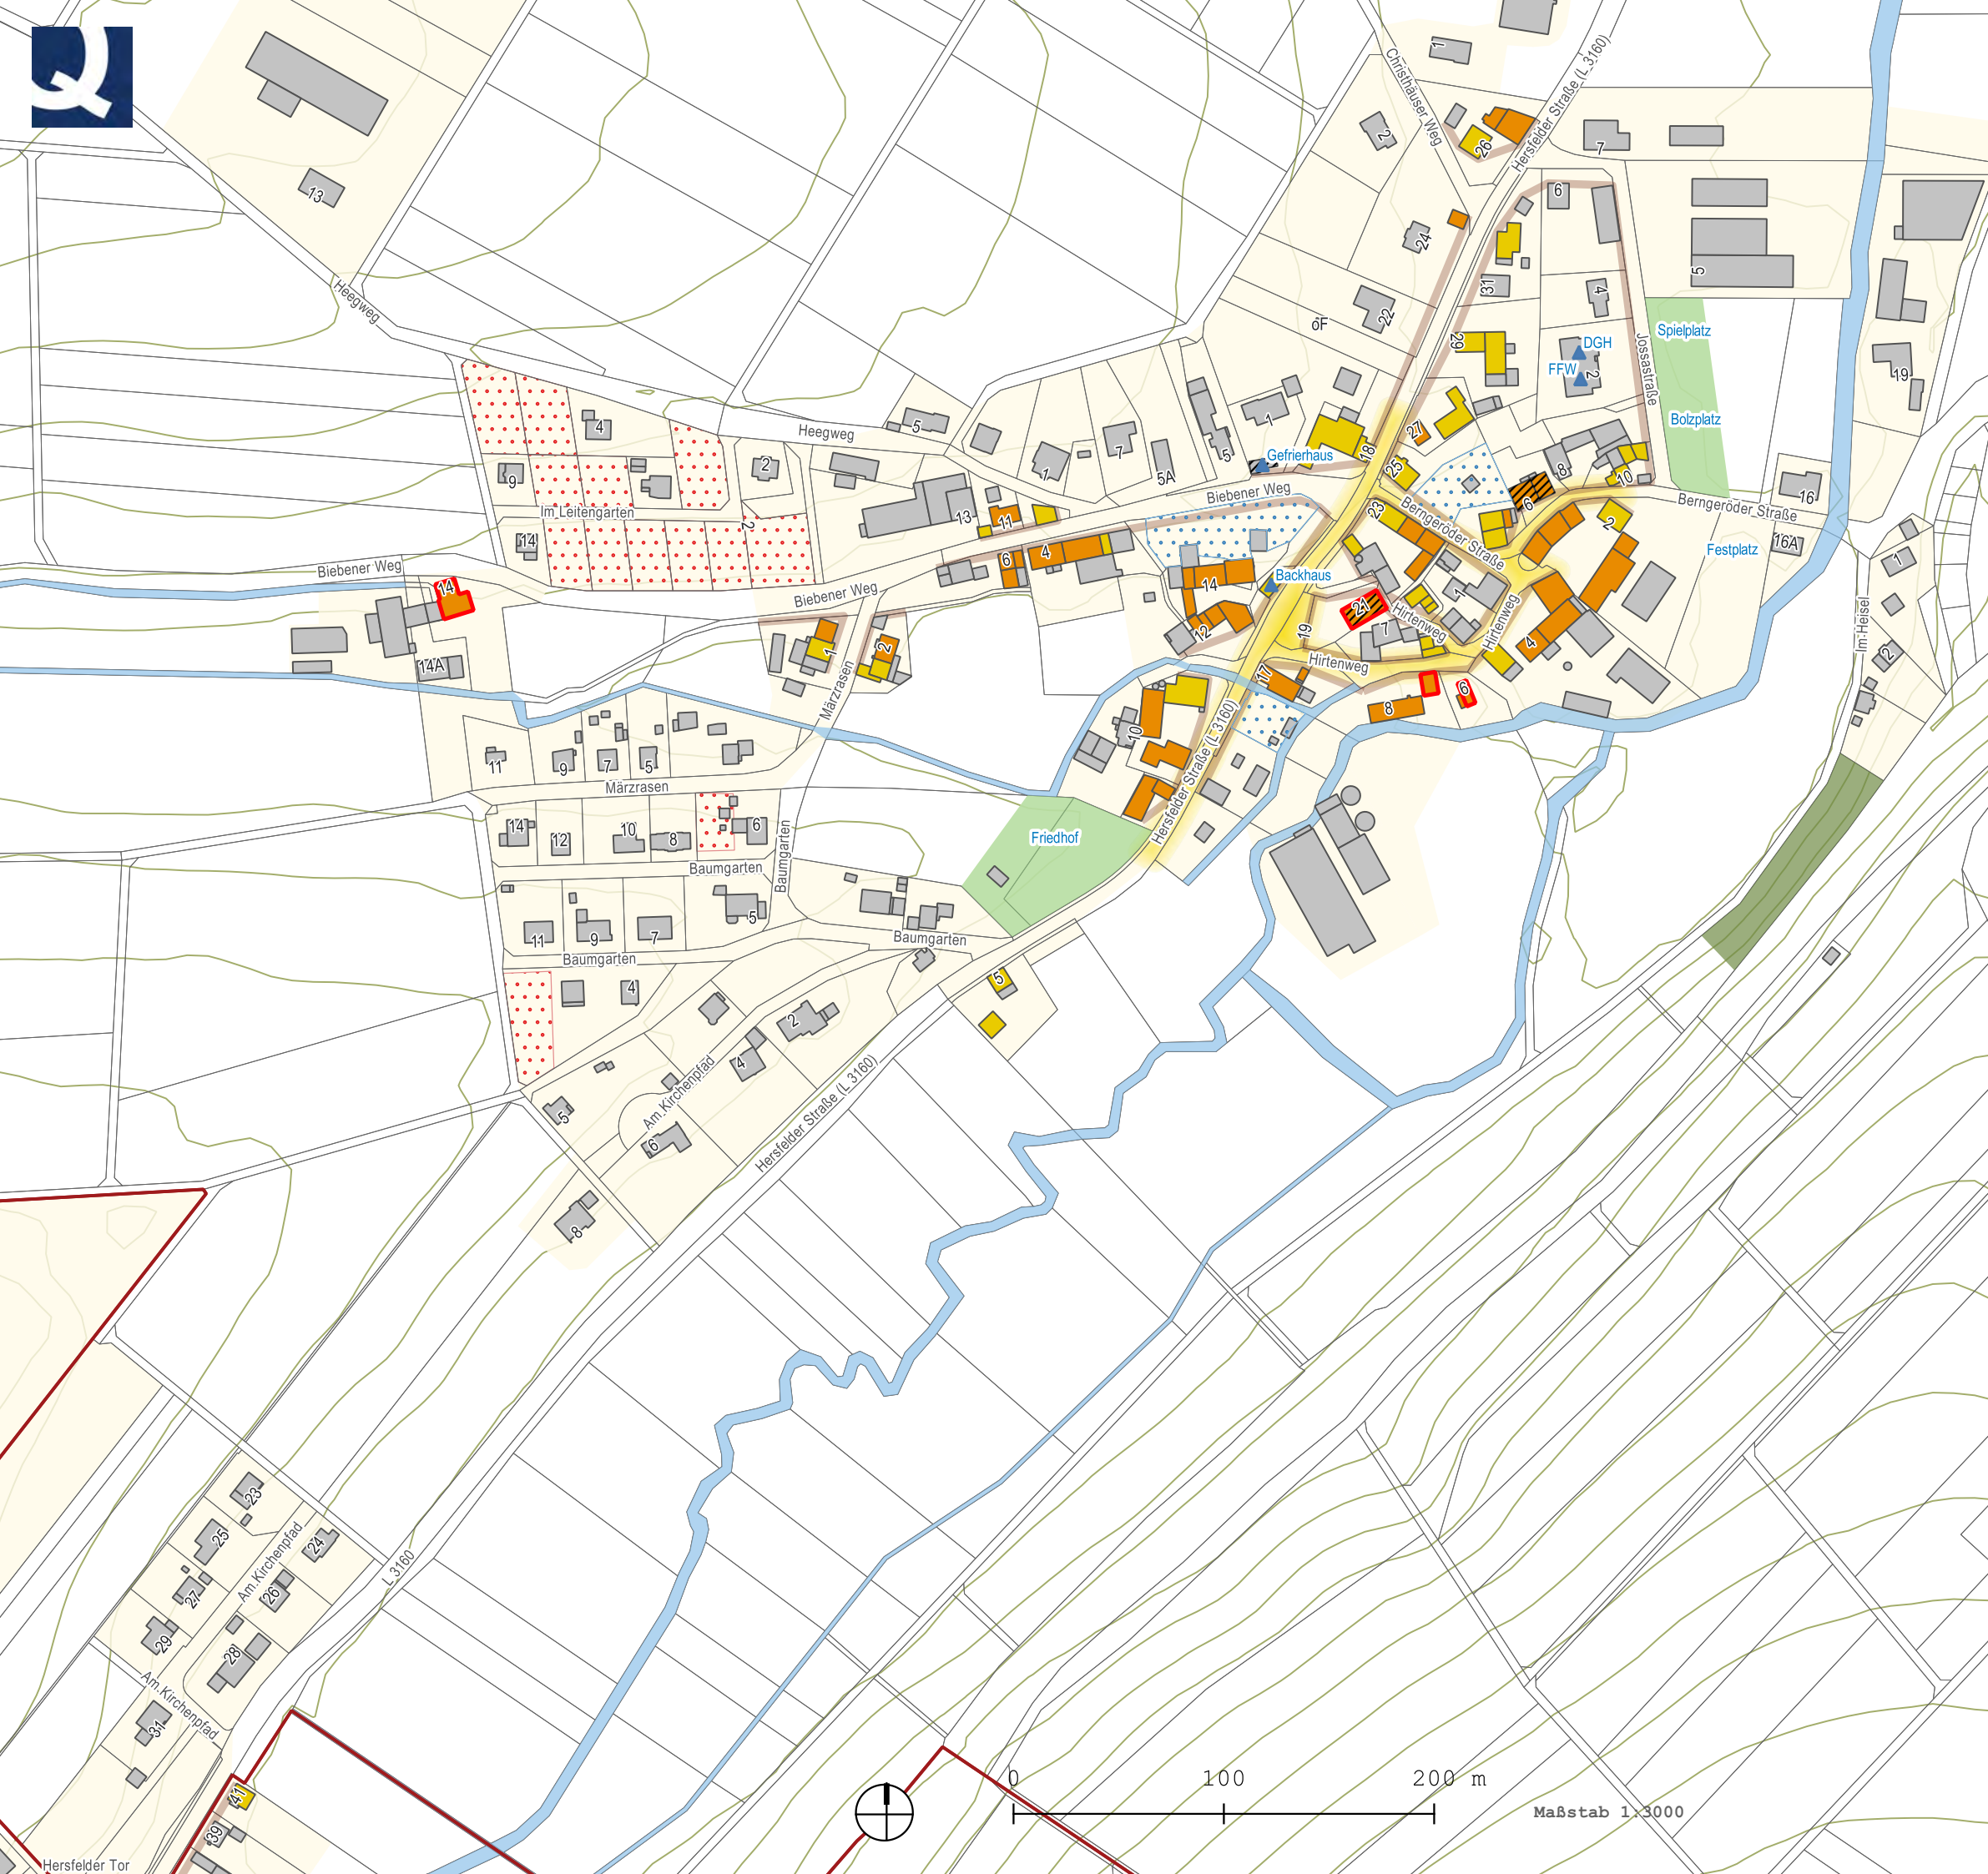 Christhäuser Weg
Hersfelder Straße (L 3160)
1
2
26
7
13
6
24
31
4
5
22
29
oF
Spielplatz
DGH
FFW
2
Jossastraße
19
Bolzplatz
Heegweg
Heegweg
4
5
1
27
18
Gefrierhaus
25
2
1
7
5A
5
8
10
9
6
16
Biebener Weg
Berngeröder Straße
Im Leitengarten
2
13
11
23
Berngeröder Straße
2
16A
Festplatz
14
6
4
1
Biebener Weg
14
Backhaus
14
1
Biebener Weg
21
Hirtenweg
Hirtenweg
Im Heisel
12
19
7
4
2
14A
1
2
Hirtenweg
17
6
8
Märzrasen
10
Hersfelder Straße (L 3160)
11
9
7
5
Märzrasen
14
12
10
8
6
Friedhof
Baumgarten
Baumgarten
5
11
9
7
Baumgarten
Baumgarten
5
4
2
4
Am Kirchenpfad
5
6
Hersfelder Straße (L 3160)
8
23
25
24
Am Kirchenpfad
L 3160
27
26
29
28
Am Kirchenpfad
31
41
39
Hersfelder Tor
0 100 200 m
Maßstab 1:3000